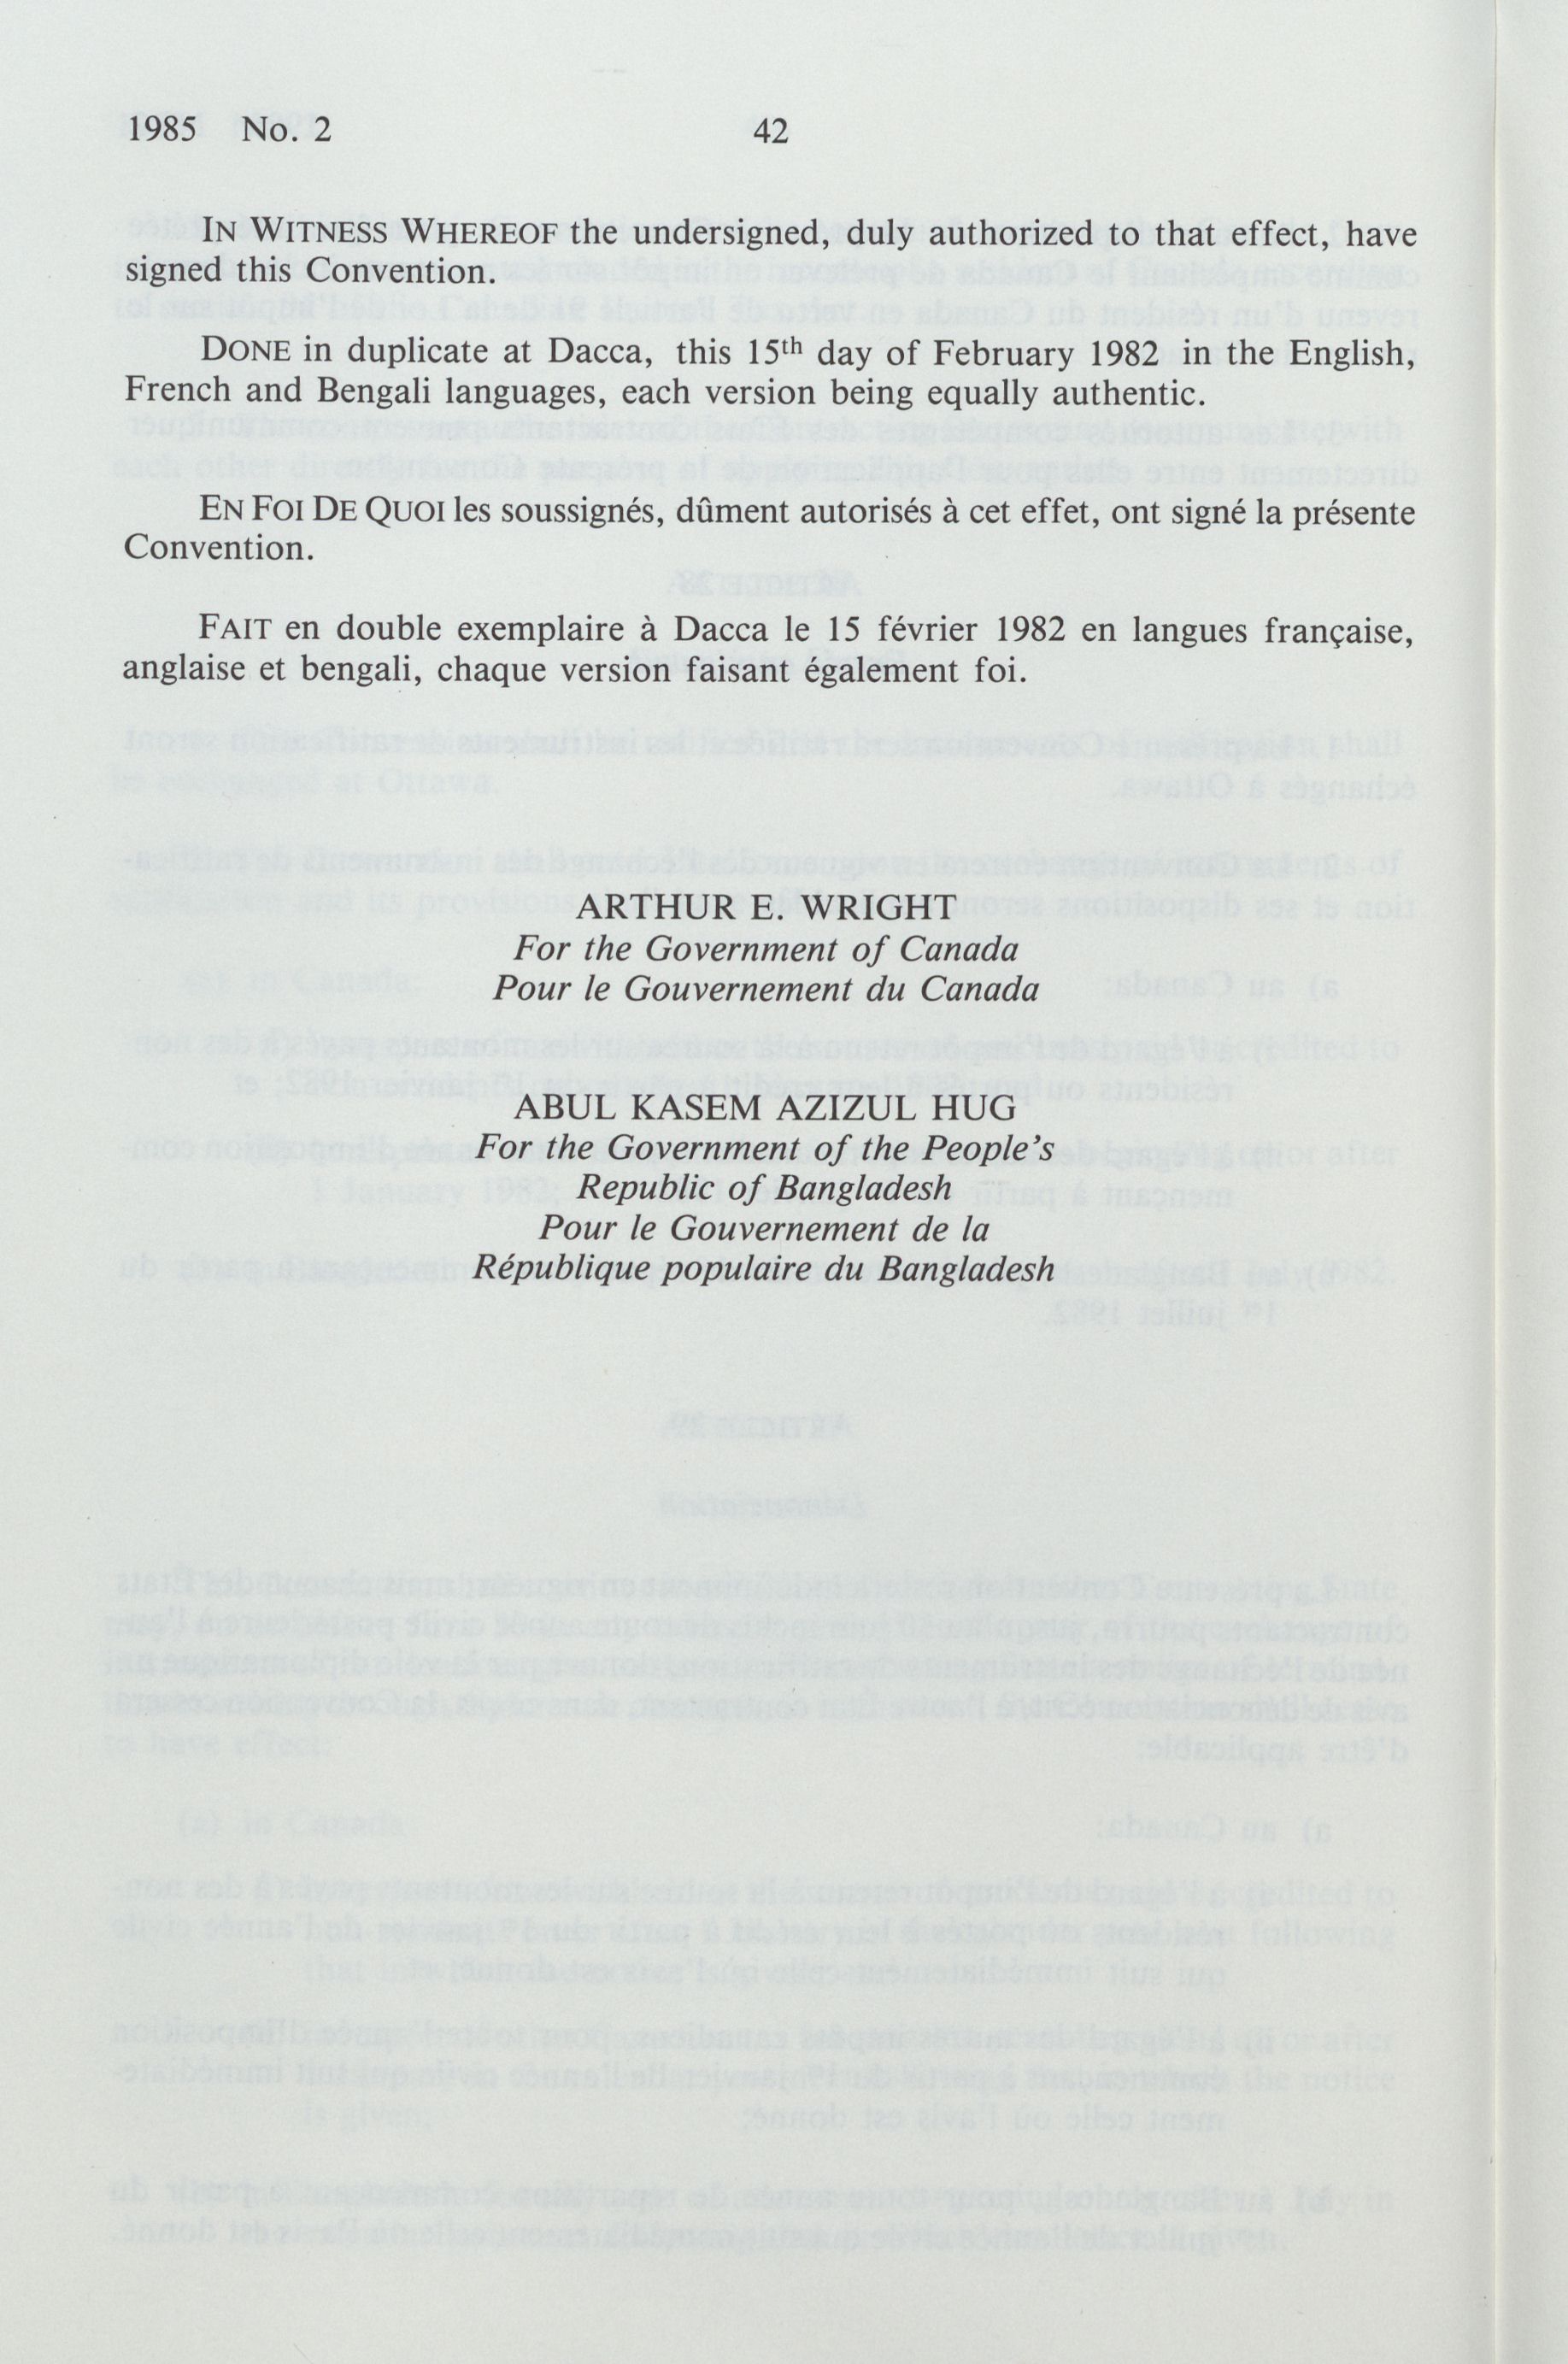 1985 No. 2 42
IN WITNESS WHEREOF the undersigned, duly authorized to that effect, have
signed this Convention.
DONE in duplicate at Dacca, this 15th day of February 1982 in the English,
French and Bengali languages, each version being equally authentic.
EN FOI DE QUOI les soussignés, dûment autorisés à cet effet, ont signé la présente
Convention.
FAIT en double exemplaire à Dacca le 15 février 1982 en langues française,
anglaise et bengali, chaque version faisant également foi.
ARTHUR E. WRIGHT
For the Government of Canada
Pour le Gouvernement du Canada
ABUL KASEM AZIZUL HUG
For the Government of the People's
Republic of Bangladesh
Pour le Gouvernement de la
République populaire du Bangladesh